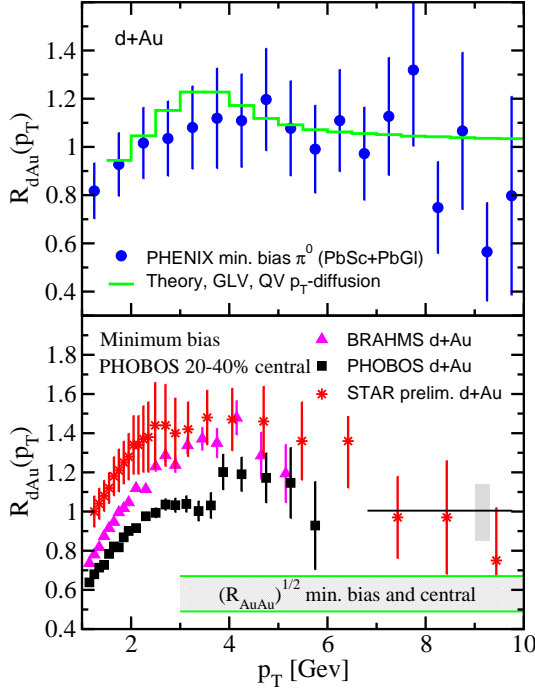 d+Au
1.4
1.2
1.0
0.8
0.6
0.4
R_dAu(p_T)
PHENIX min. bias π^0 (PbSc+PbGl)
Theory, GLV, QV p_T-diffusion
Minimum bias
PHOBOS 20-40% central
BRAHMS d+Au
PHOBOS d+Au
STAR prelim. d+Au
1.8
1.6
1.4
1.2
1.0
0.8
0.6
0.4
R_dAu(p_T)
(R_AuAu)^1/2 min. bias and central
2 4 6 8 10
p_T [Gev]